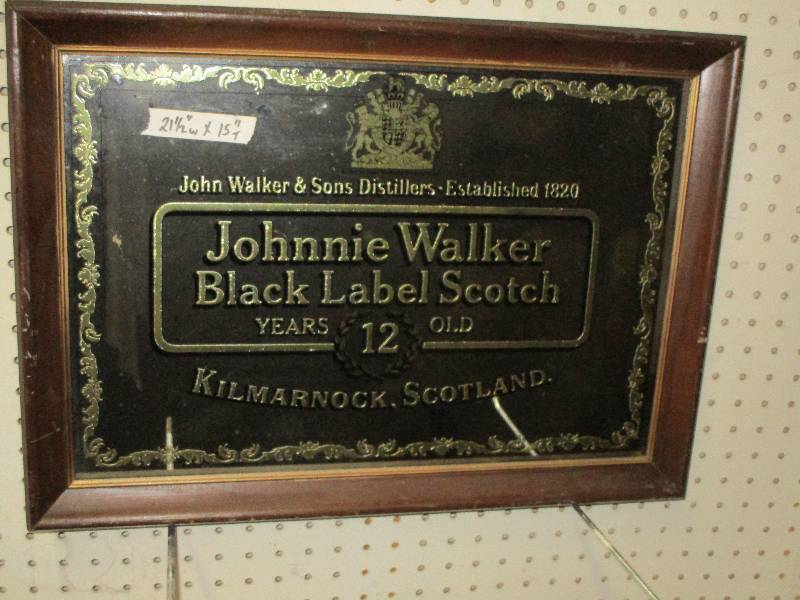 21½"W X 15"T
John Walker & Sons Distillers - Established 1820
Johnnie Walker
Black Label Scotch
YEARS 12 OLD
KILMARNOCK. SCOTLAND.